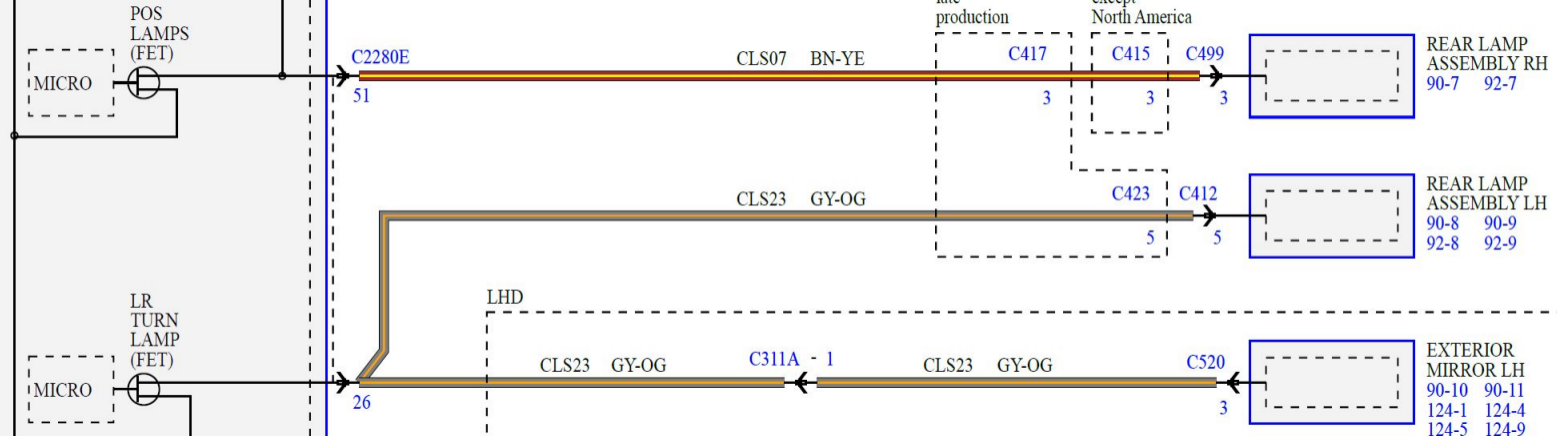 POS
LAMPS
(FET)
MICRO
C2280E
51
CLS07 BN-YE
production
C417
3
North America
C415
3
C499
3
REAR LAMP
ASSEMBLY RH
90-7 92-7
CLS23 GY-OG
C423
5
C412
5
REAR LAMP
ASSEMBLY LH
90-8 90-9
92-8 92-9
LR
TURN
LAMP
(FET)
MICRO
26
LHD
CLS23 GY-OG
C311A - 1
CLS23 GY-OG
C520
3
EXTERIOR
MIRROR LH
90-10 90-11
124-1 124-4
124-5 124-9